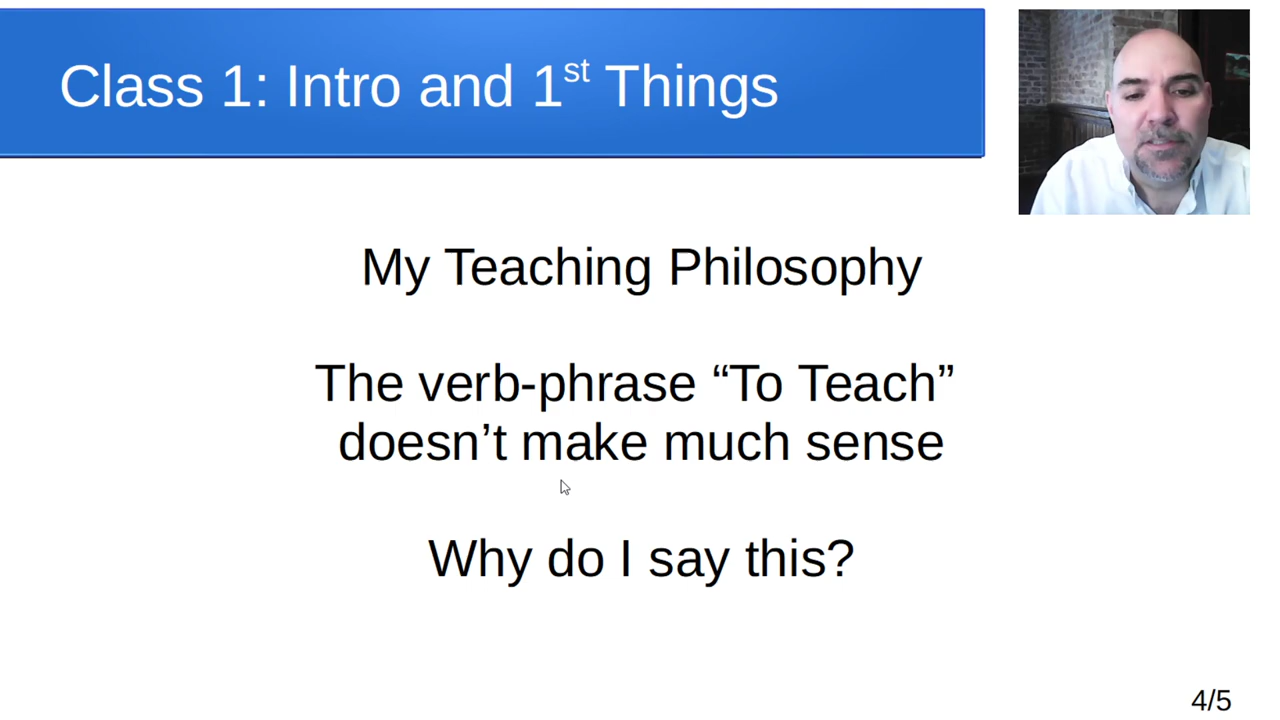 Class 1: Intro and 1st Things
My Teaching Philosophy
The verb-phrase “To Teach”
doesn’t make much sense
Why do I say this?
4/5